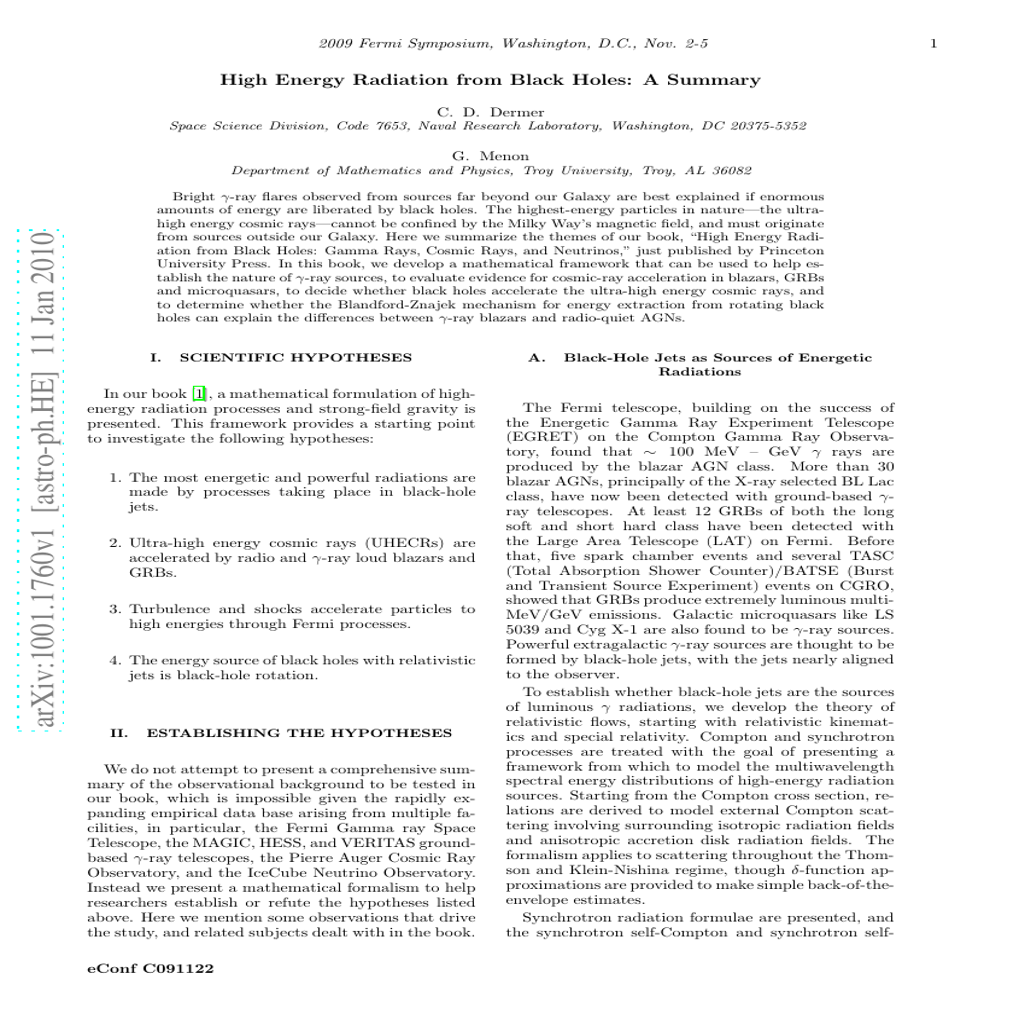 2009 Fermi Symposium, Washington, D.C., Nov. 2-5
1
High Energy Radiation from Black Holes: A Summary
C. D. Dermer
Space Science Division, Code 7653, Naval Research Laboratory, Washington, DC 20375-5352
G. Menon
Department of Mathematics and Physics, Troy University, Troy, AL 36082
Bright γ-ray flares observed from sources far beyond our Galaxy are best explained if enormous
amounts of energy are liberated by black holes. The highest-energy particles in nature—the ultra-
high energy cosmic rays—cannot be confined by the Milky Way's magnetic field, and must originate
from sources outside our Galaxy. Here we summarize the themes of our book, "High Energy Radi-
ation from Black Holes: Gamma Rays, Cosmic Rays, and Neutrinos," just published by Princeton
University Press. In this book, we develop a mathematical framework that can be used to help es-
tablish the nature of γ-ray sources, to evaluate evidence for cosmic-ray acceleration in blazars, GRBs
and microquasars, to decide whether black holes accelerate the ultra-high energy cosmic rays, and
to determine whether the Blandford-Znajek mechanism for energy extraction from rotating black
holes can explain the differences between γ-ray blazars and radio-quiet AGNs.
I. SCIENTIFIC HYPOTHESES
In our book [1], a mathematical formulation of high-
energy radiation processes and strong-field gravity is
presented. This framework provides a starting point
to investigate the following hypotheses:
1. The most energetic and powerful radiations are
made by processes taking place in black-hole
jets.
2. Ultra-high energy cosmic rays (UHECRs) are
accelerated by radio and γ-ray loud blazars and
GRBs.
3. Turbulence and shocks accelerate particles to
high energies through Fermi processes.
4. The energy source of black holes with relativistic
jets is black-hole rotation.
II. ESTABLISHING THE HYPOTHESES
We do not attempt to present a comprehensive sum-
mary of the observational background to be tested in
our book, which is impossible given the rapidly ex-
panding empirical data base arising from multiple fa-
cilities, in particular, the Fermi Gamma ray Space
Telescope, the MAGIC, HESS, and VERITAS ground-
based γ-ray telescopes, the Pierre Auger Cosmic Ray
Observatory, and the IceCube Neutrino Observatory.
Instead we present a mathematical formalism to help
researchers establish or refute the hypotheses listed
above. Here we mention some observations that drive
the study, and related subjects dealt with in the book.
A. Black-Hole Jets as Sources of Energetic
Radiations
The Fermi telescope, building on the success of
the Energetic Gamma Ray Experiment Telescope
(EGRET) on the Compton Gamma Ray Observa-
tory, found that ∼ 100 MeV – GeV γ rays are
produced by the blazar AGN class. More than 30
blazar AGNs, principally of the X-ray selected BL Lac
class, have now been detected with ground-based γ-
ray telescopes. At least 12 GRBs of both the long
soft and short hard class have been detected with
the Large Area Telescope (LAT) on Fermi. Before
that, five spark chamber events and several TASC
(Total Absorption Shower Counter)/BATSE (Burst
and Transient Source Experiment) events on CGRO,
showed that GRBs produce extremely luminous multi-
MeV/GeV emissions. Galactic microquasars like LS
5039 and Cyg X-1 are also found to be γ-ray sources.
Powerful extragalactic γ-ray sources are thought to be
formed by black-hole jets, with the jets nearly aligned
to the observer.
To establish whether black-hole jets are the sources
of luminous γ radiations, we develop the theory of
relativistic flows, starting with relativistic kinemat-
ics and special relativity. Compton and synchrotron
processes are treated with the goal of presenting a
framework from which to model the multiwavelength
spectral energy distributions of high-energy radiation
sources. Starting from the Compton cross section, re-
lations are derived to model external Compton scat-
tering involving surrounding isotropic radiation fields
and anisotropic accretion disk radiation fields. The
formalism applies to scattering throughout the Thom-
son and Klein-Nishina regime, though δ-function ap-
proximations are provided to make simple back-of-the-
envelope estimates.
Synchrotron radiation formulae are presented, and
the synchrotron self-Compton and synchrotron self-
eConf C091122
arXiv:1001.1760v1 [astro-ph.HE] 11 Jan 2010